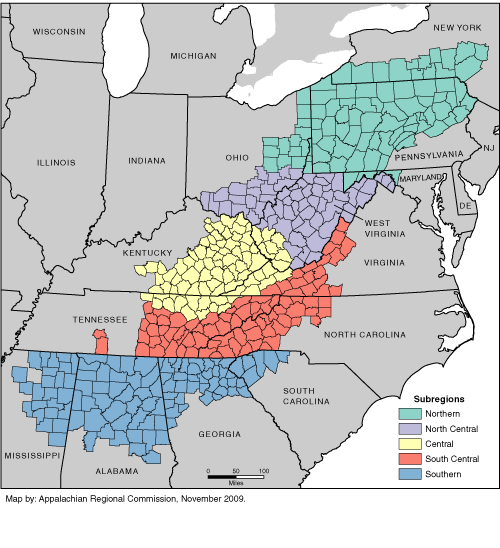 NEW YORK
WISCONSIN
MICHIGAN
NJ
PENNSYLVANIA
OHIO
ILLINOIS
INDIANA
MARYLAND
DE
WEST
VIRGINIA
KENTUCKY
VIRGINIA
TENNESSEE
NORTH CAROLINA
SOUTH
CAROLINA
Subregions
Northern
North Central
Central
South Central
Southern
GEORGIA
MISSISSIPPI
ALABAMA
0 50 100
Miles
Map by: Appalachian Regional Commission, November 2009.